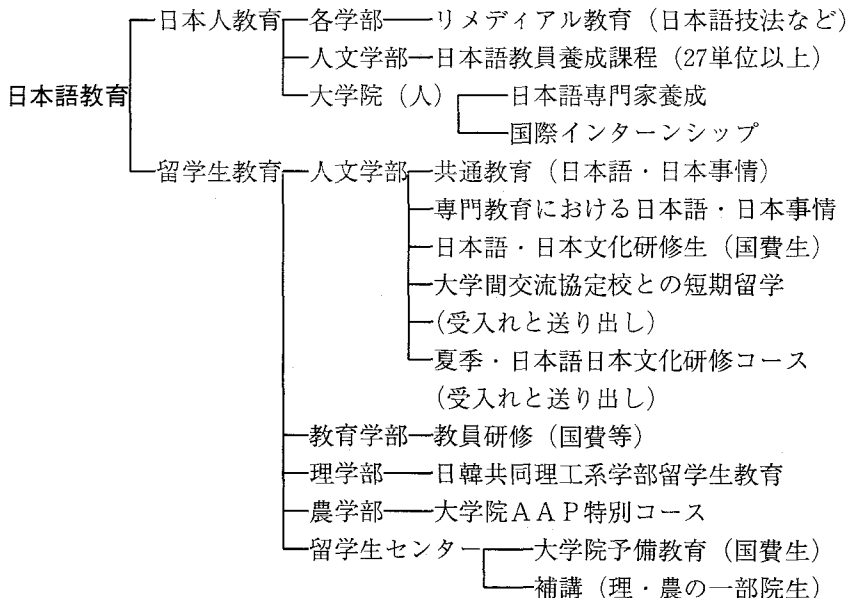 日本人教育 各学部 リメディアル教育（日本語技法など）
人文学部 日本語教員養成課程（27単位以上）
日本語教育 大学院（人） 日本語専門家養成
国際インターンシップ
留学生教育 人文学部 共通教育（日本語・日本事情）
専門教育における日本語・日本事情
日本語・日本文化研修生（国費生）
大学間交流協定校との短期留学
（受入れと送り出し）
夏季・日本語日本文化研修コース
（受入れと送り出し）
教育学部 教員研修（国費等）
理学部 日韓共同理工系学部留学生教育
農学部 大学院ＡＡＰ特別コース
留学生センター 大学院予備教育（国費生）
補講（理・農の一部院生）